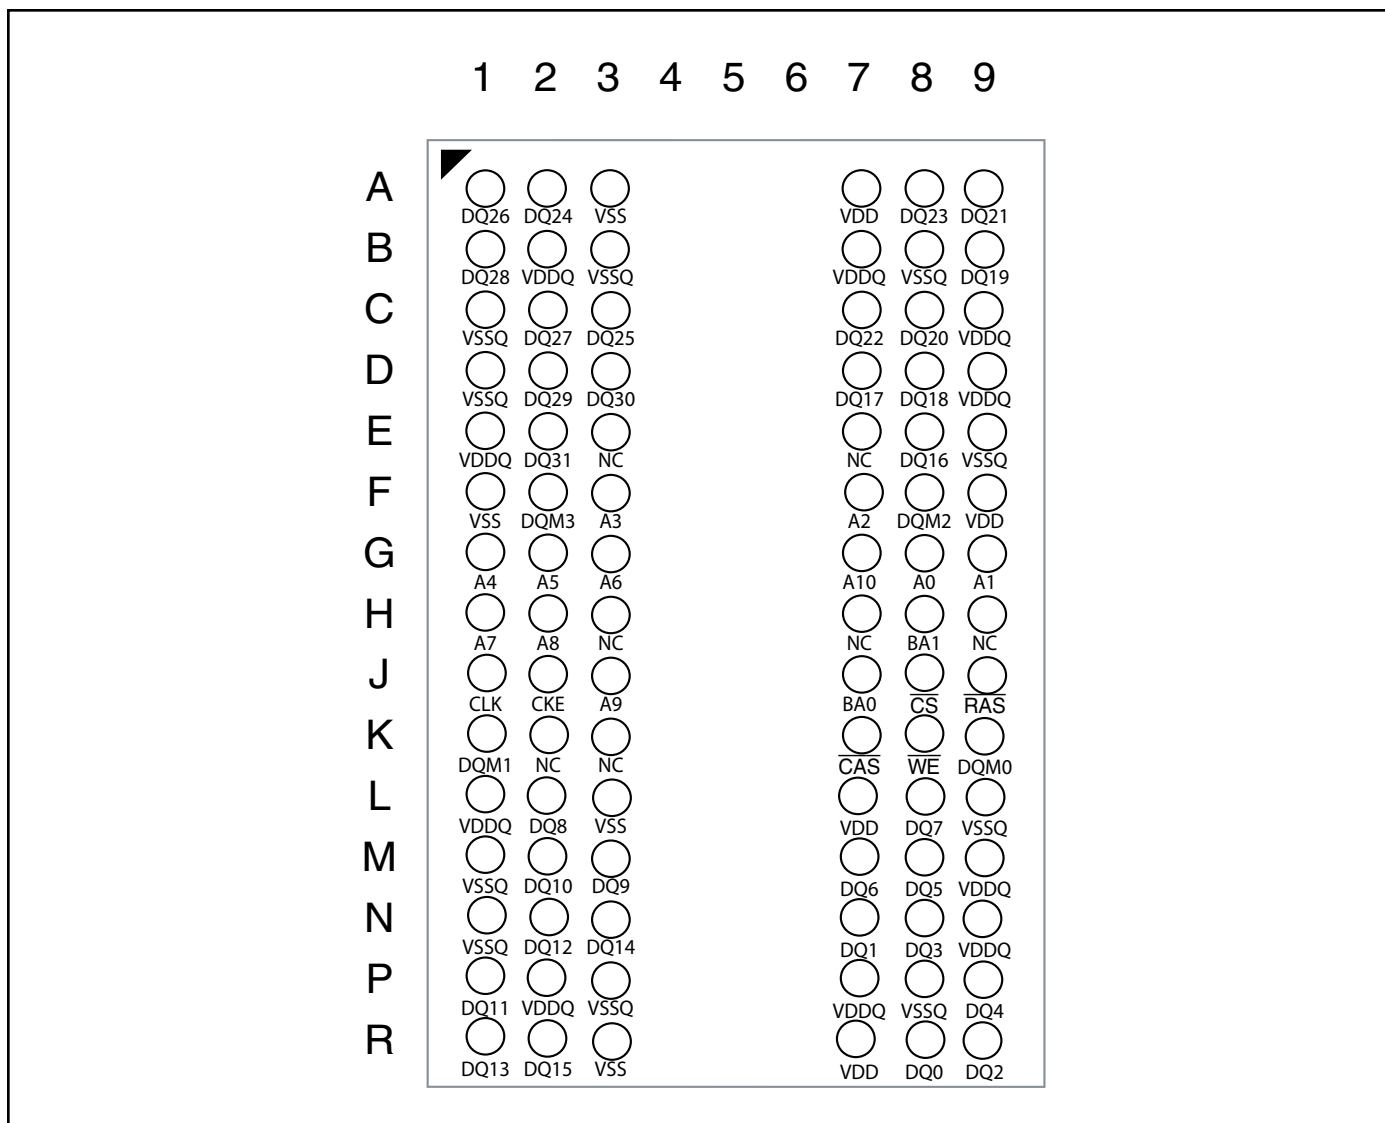 1 2 3 4 5 6 7 8 9
A
DQ26 DQ24 VSS VDD DQ23 DQ21
B
DQ28 VDDQ VSSQ VDDQ VSSQ DQ19
C
VSSQ DQ27 DQ25 DQ22 DQ20 VDDQ
D
VSSQ DQ29 DQ30 DQ17 DQ18 VDDQ
E
VDDQ DQ31 NC NC DQ16 VSSQ
F
VSS DQM3 A3 A2 DQM2 VDD
G
A4 A5 A6 A10 A0 A1
H
A7 A8 NC NC BA1 NC
J
CLK CKE A9 BA0 C̅S̅ R̅A̅S̅
K
DQM1 NC NC C̅A̅S̅ W̅E̅ DQM0
L
VDDQ DQ8 VSS VDD DQ7 VSSQ
M
VSSQ DQ10 DQ9 DQ6 DQ5 VDDQ
N
VSSQ DQ12 DQ14 DQ1 DQ3 VDDQ
P
DQ11 VDDQ VSSQ VDDQ VSSQ DQ4
R
DQ13 DQ15 VSS VDD DQ0 DQ2